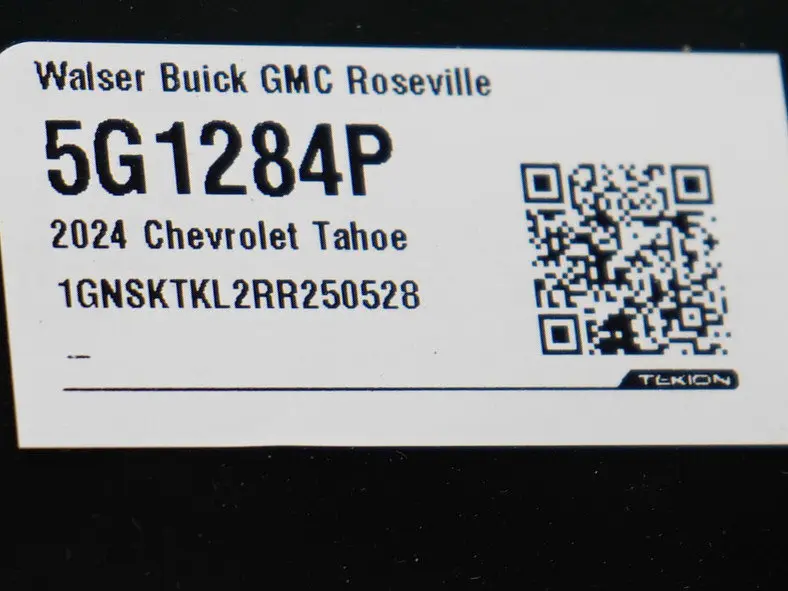 Walser Buick GMC Roseville
5G1284P
2024 Chevrolet Tahoe
1GNSKTKL2RR250528
--
TEKION